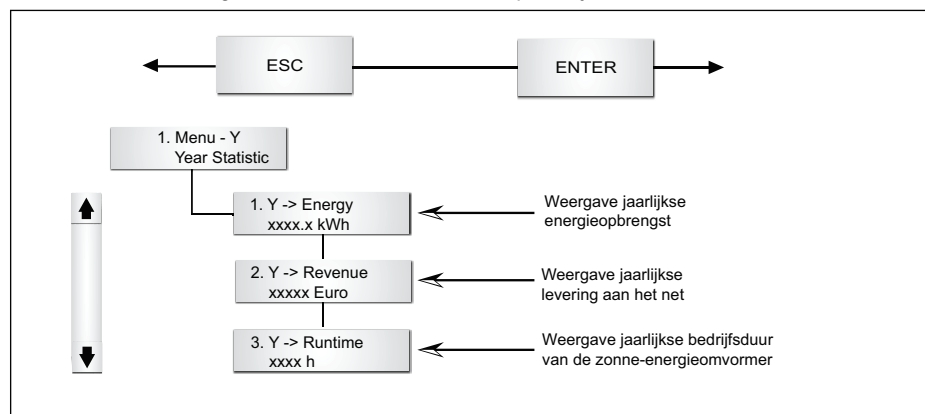 ESC
ENTER
1. Menu - Y
Year Statistic
1. Y -> Energy
xxxx.x kWh
Weergave jaarlijkse
energieopbrengst
2. Y -> Revenue
xxxxx Euro
Weergave jaarlijkse
levering aan het net
3. Y -> Runtime
xxxx h
Weergave jaarlijkse bedrijfsduur
van de zonne-energieomvormer